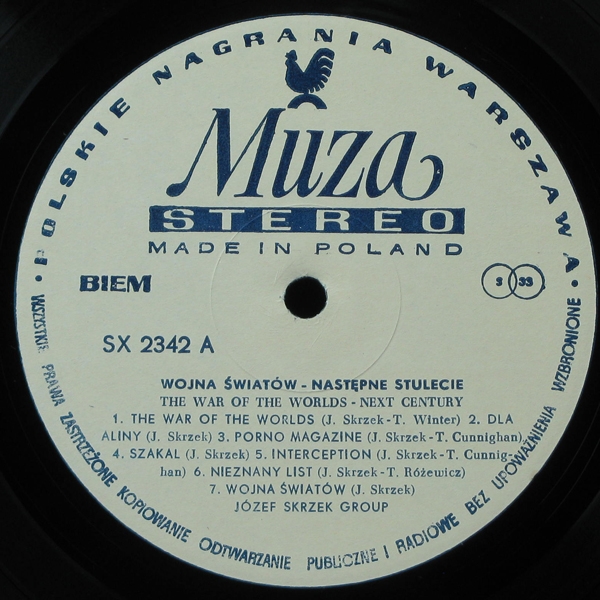 • POLSKIE NAGRANIA WARSZAWA •
Muza
STEREO
MADE IN POLAND
BIEM
S 33
SX 2342 A
WOJNA ŚWIATÓW - NASTĘPNE STULECIE
THE WAR OF THE WORLDS - NEXT CENTURY
1. THE WAR OF THE WORLDS (J. Skrzek-T. Winter) 2. DLA
ALINY (J. Skrzek) 3. PORNO MAGAZINE (J. Skrzek-T. Cunnighan)
4. SZAKAL (J. Skrzek) 5. INTERCEPTION (J. Skrzek-T. Cunnig-
han) 6. NIEZNANY LIST (J. Skrzek-T. Różewicz)
7. WOJNA ŚWIATÓW (J. Skrzek)
JÓZEF SKRZEK GROUP
WSZYSTKIE PRAWA ZASTRZEŻONE KOPIOWANIE ODTWARZANIE PUBLICZNE I RADIOWE BEZ UPOWAŻNIENIA WZBRONIONE